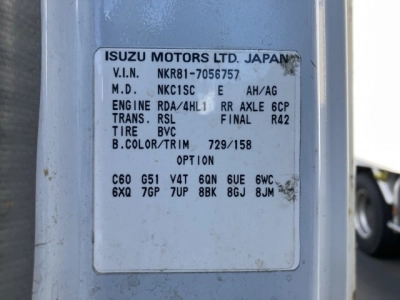 ISUZU MOTORS LTD. JAPAN
V.I.N. NKR81-7056757
M.D. NKC1SC E AH/AG
ENGINE RDA/4HL1 RR AXLE 6CP
TRANS. RSL FINAL R42
TIRE BVC
B.COLOR/TRIM 729/158
OPTION
C60 G51 V4T 6QN 6UE 6WC
6XQ 7GP 7UP 8BK 8GJ 8JM